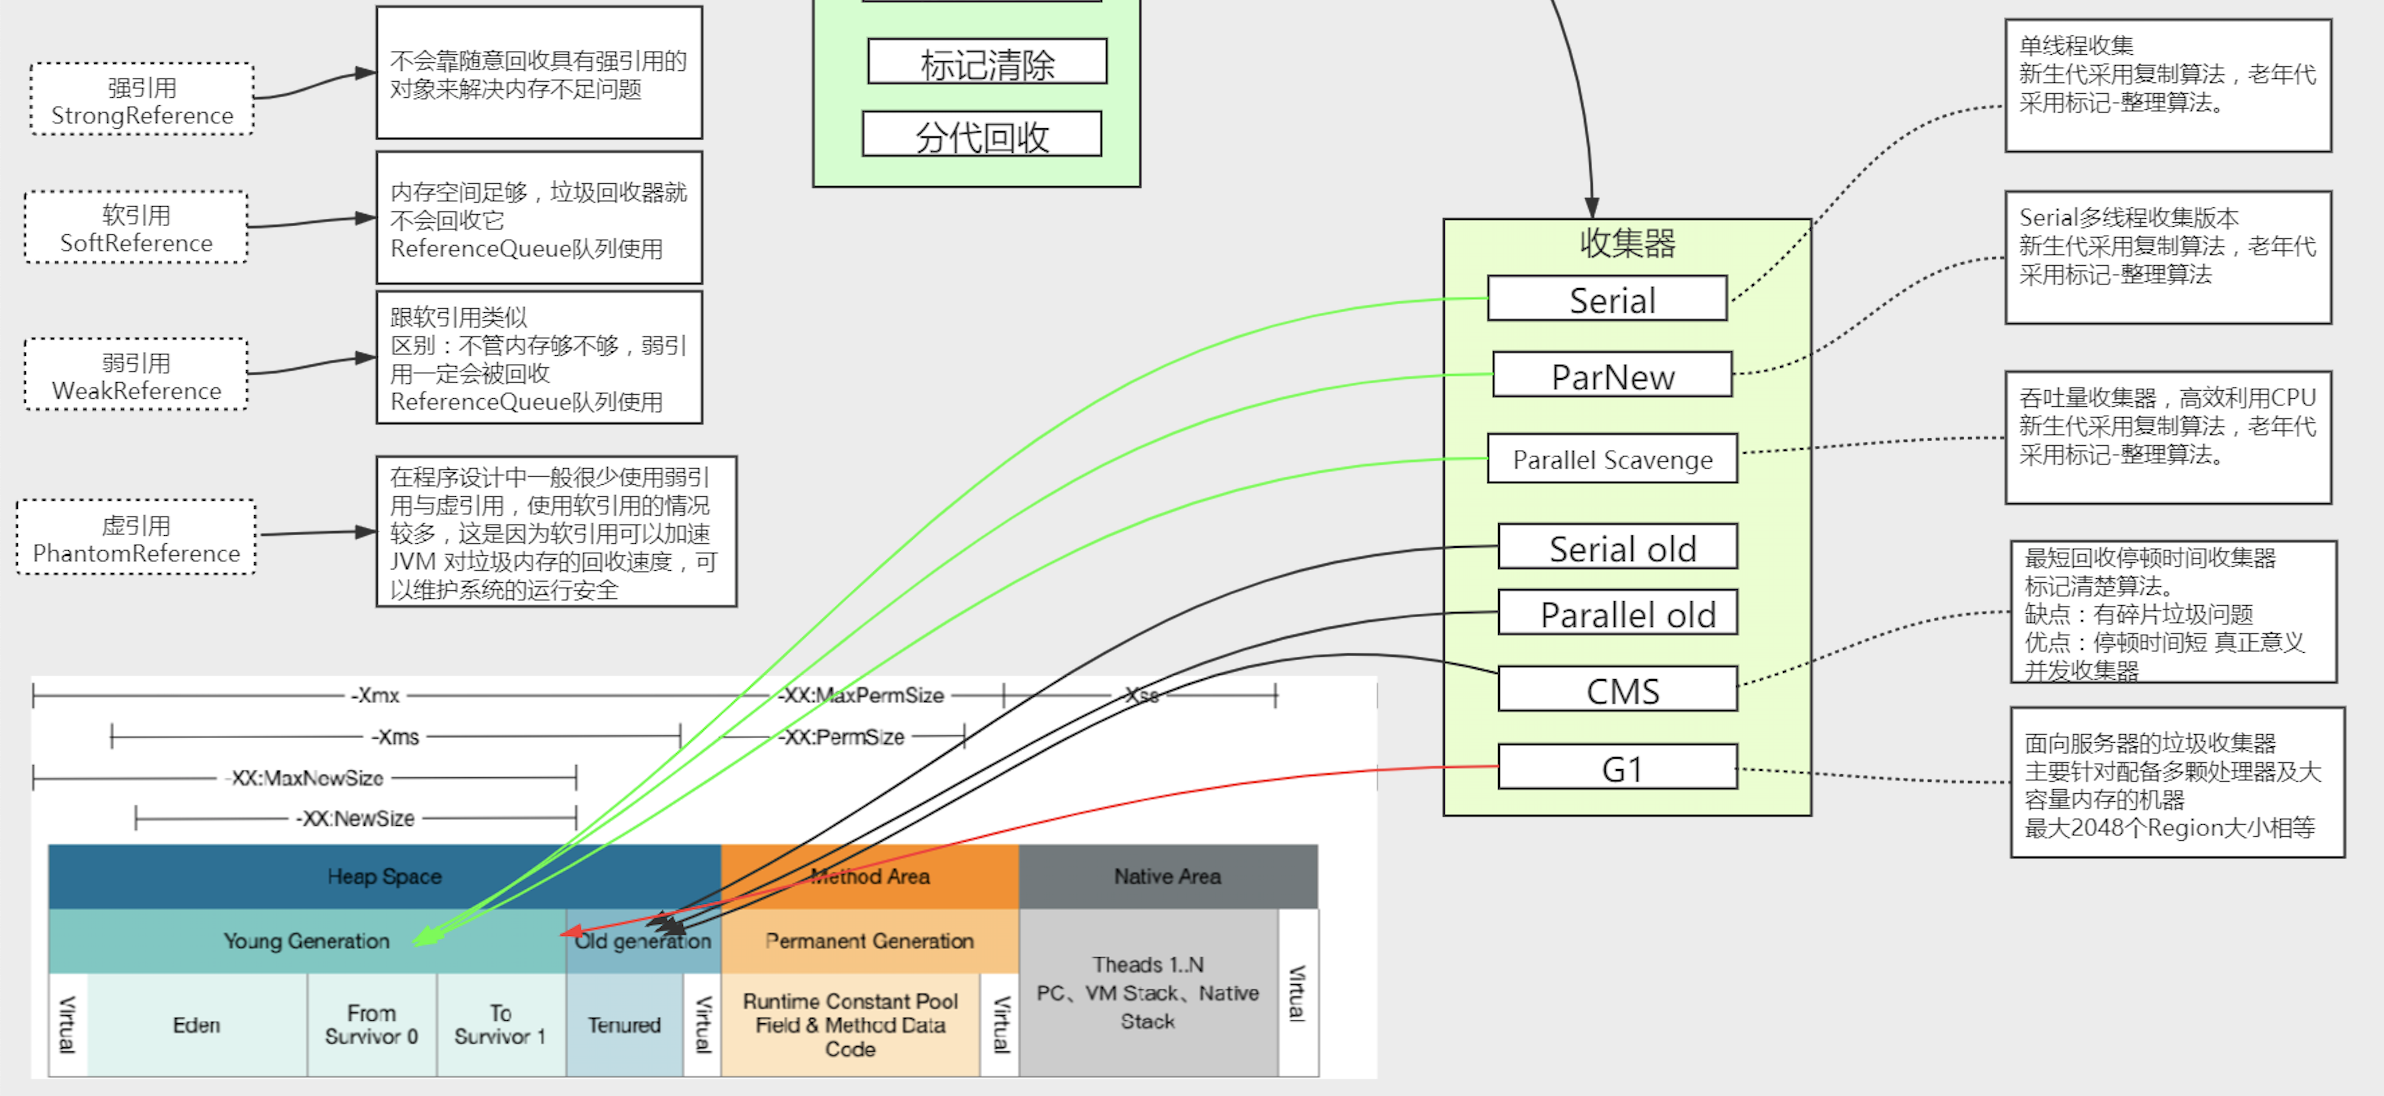 强引用
StrongReference
不会靠随意回收具有强引用的
对象来解决内存不足问题
软引用
SoftReference
内存空间足够，垃圾回收器就
不会回收它
ReferenceQueue队列使用
弱引用
WeakReference
跟软引用类似
区别：不管内存够不够，弱引
用一定会被回收
ReferenceQueue队列使用
虚引用
PhantomReference
在程序设计中一般很少使用弱引
用与虚引用，使用软引用的情况
较多，这是因为软引用可以加速
JVM 对垃圾内存的回收速度，可
以维护系统的运行安全
标记清除
分代回收
收集器
Serial
ParNew
Parallel Scavenge
Serial old
Parallel old
CMS
G1
单线程收集
新生代采用复制算法，老年代
采用标记-整理算法。
Serial多线程收集版本
新生代采用复制算法，老年代
采用标记-整理算法
吞吐量收集器，高效利用CPU
新生代采用复制算法，老年代
采用标记-整理算法。
最短回收停顿时间收集器
标记清楚算法。
缺点：有碎片垃圾问题
优点：停顿时间短 真正意义
并发收集器
面向服务器的垃圾收集器
主要针对配备多颗处理器及大
容量内存的机器
最大2048个Region大小相等
-Xmx
-XX:MaxPermSize
-Xss
-Xms
-XX:PermSize
-XX:MaxNewSize
-XX:NewSize
Heap Space
Method Area
Native Area
Young Generation
Old generation
Permanent Generation
Virtual
Eden
From
Survivor 0
To
Survivor 1
Tenured
Virtual
Runtime Constant Pool
Field & Method Data
Code
Virtual
Theads 1..N
PC、VM Stack、Native
Stack
Virtual